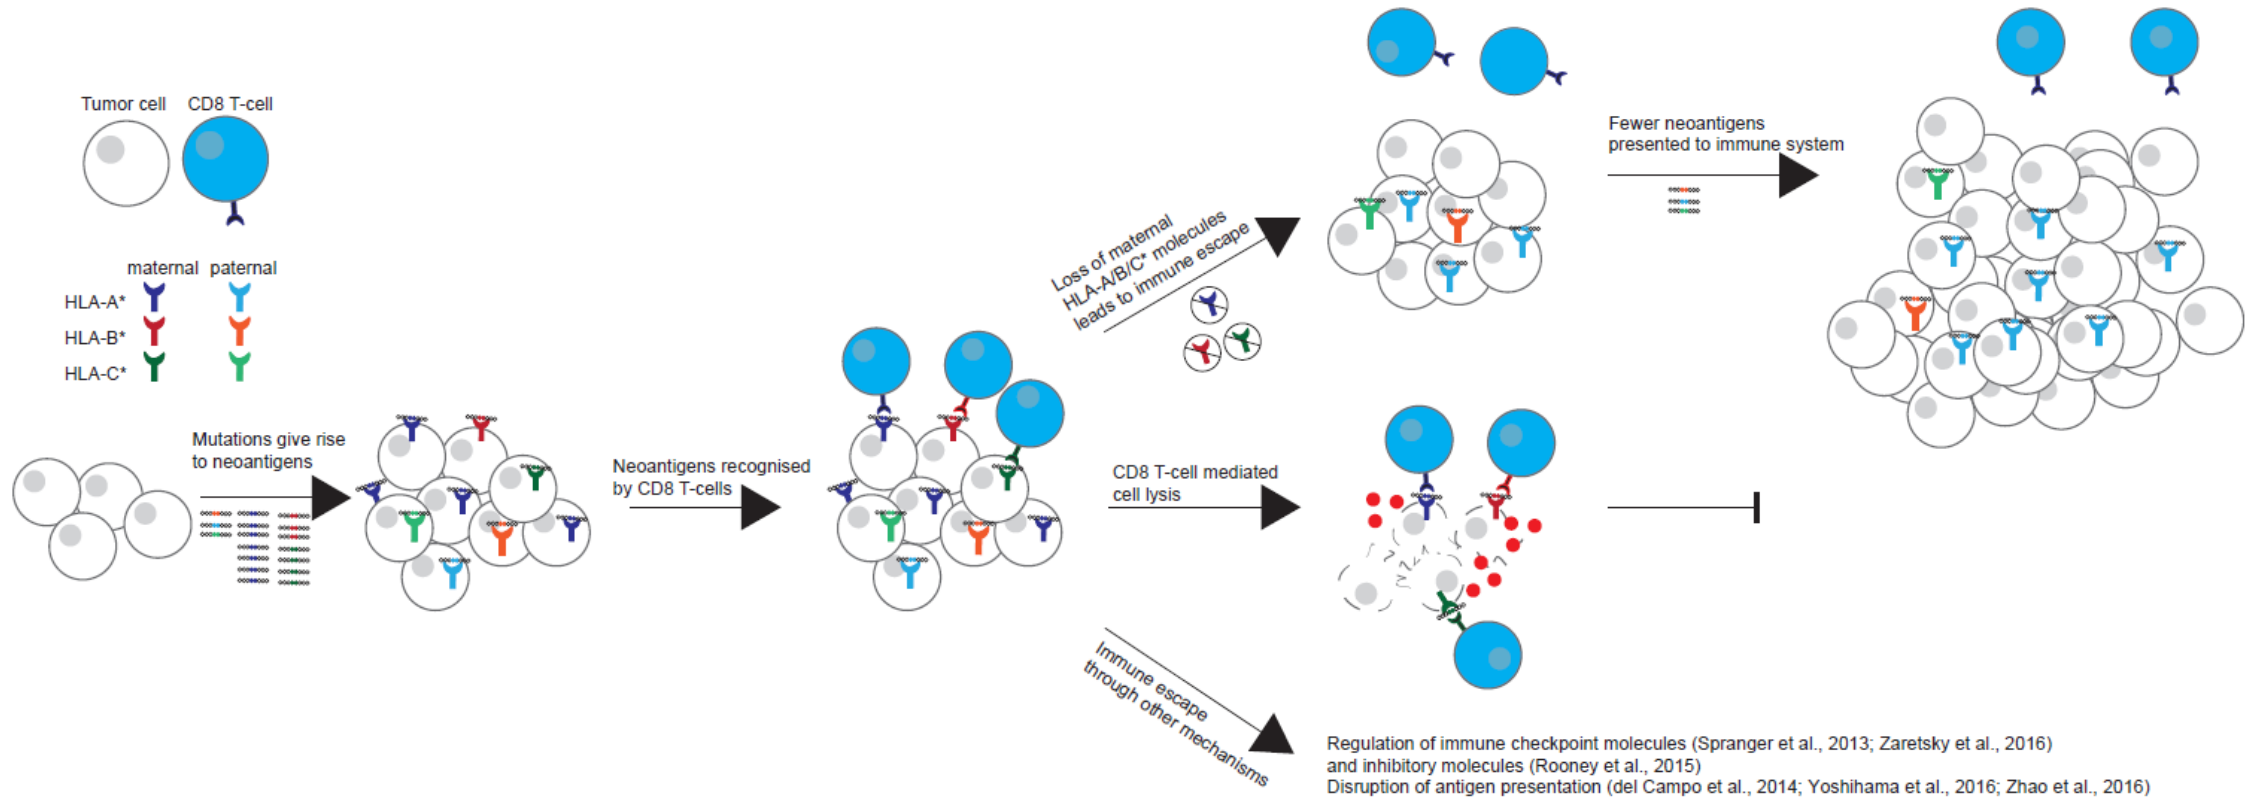 Tumor cell
CD8 T-cell
maternal paternal
HLA-A*
HLA-B*
HLA-C*
Mutations give rise
to neoantigens
Neoantigens recognised
by CD8 T-cells
Loss of maternal
HLA-A/B/C* molecules
leads to immune escape
Fewer neoantigens
presented to immune system
CD8 T-cell mediated
cell lysis
Immune escape
through other mechanisms
Regulation of immune checkpoint molecules (Spranger et al., 2013; Zaretsky et al., 2016)
and inhibitory molecules (Rooney et al., 2015)
Disruption of antigen presentation (del Campo et al., 2014; Yoshihama et al., 2016; Zhao et al., 2016)